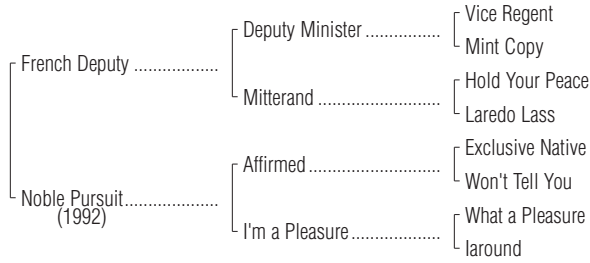 Vice Regent
Deputy Minister ................
Mint Copy
French Deputy ..................
Hold Your Peace
Mitterand ..........................
Laredo Lass
Exclusive Native
Affirmed ............................
Won't Tell You
Noble Pursuit ....................
(1992)
What a Pleasure
I'm a Pleasure ...................
Iaround